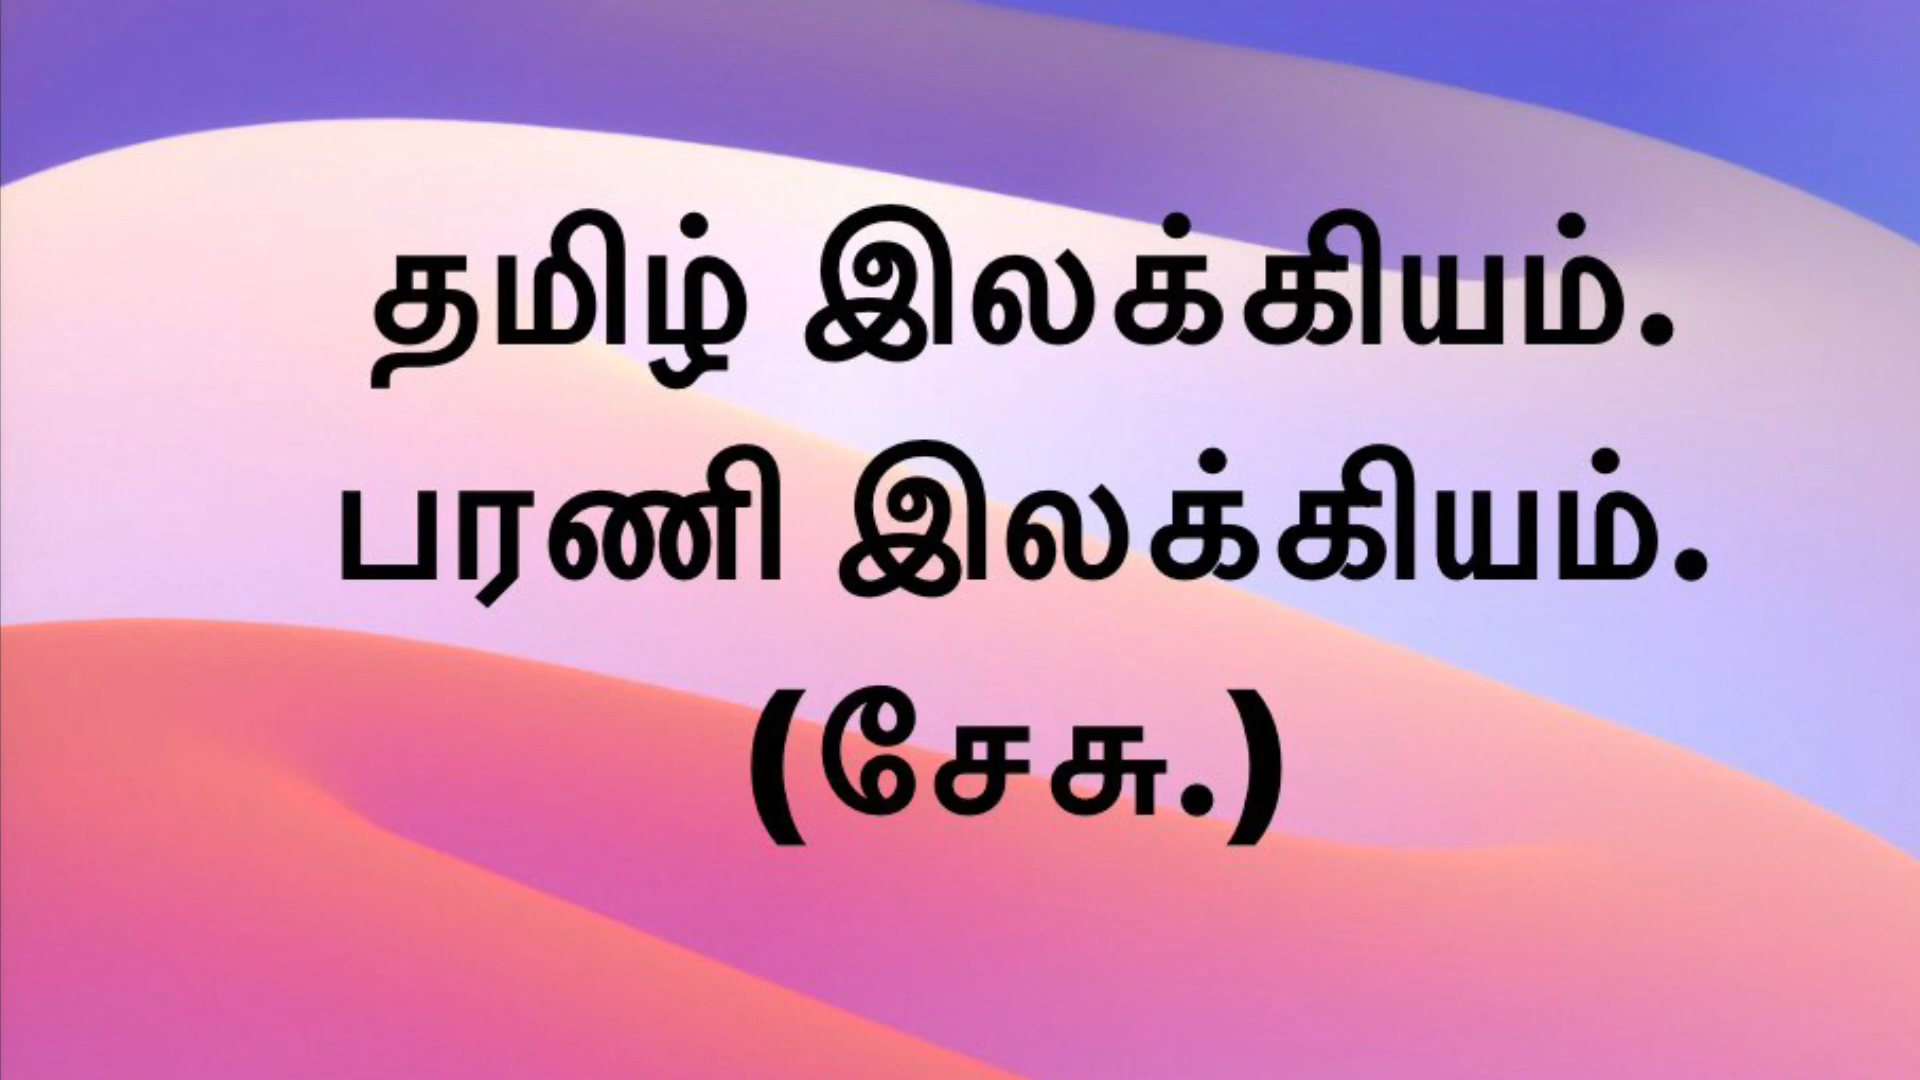 தமிழ் இலக்கியம்.
பரணி இலக்கியம்.
(சேசு.)